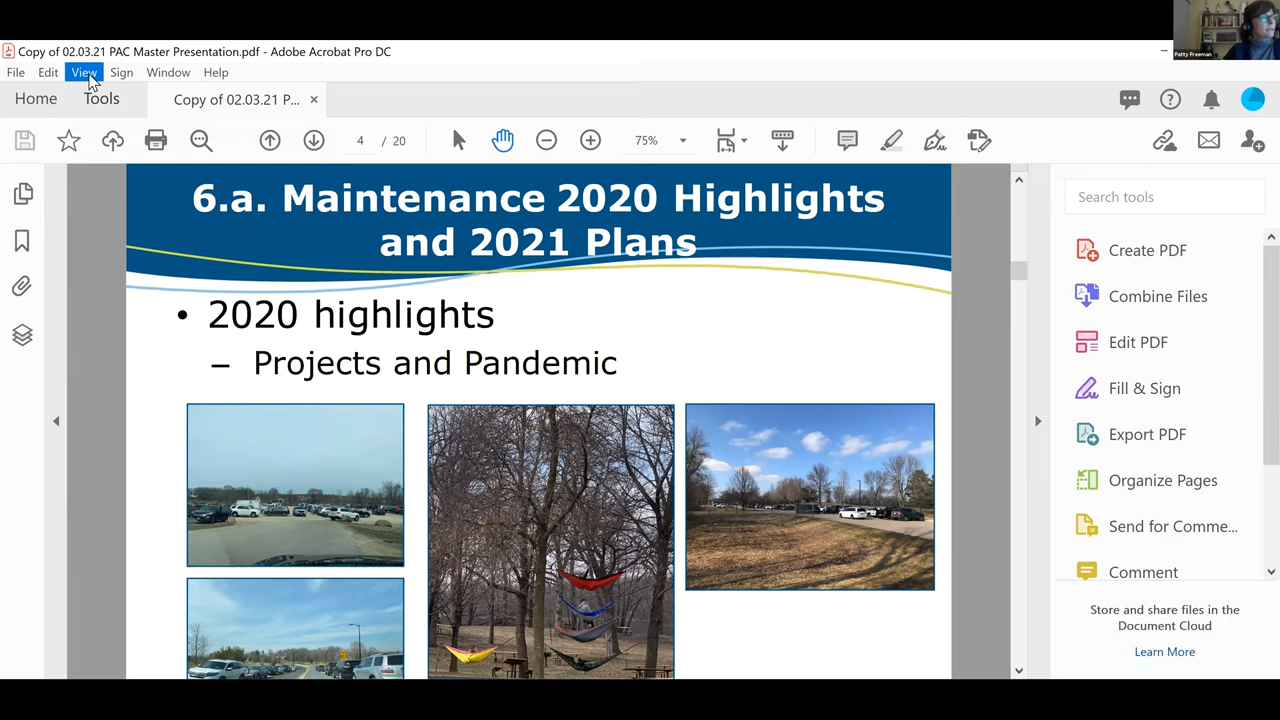 Patty Freeman
Copy of 02.03.21 PAC Master Presentation.pdf - Adobe Acrobat Pro DC
File Edit View Sign Window Help
Home Tools Copy of 02.03.21 P... ×
? 
4 / 20 75%
Search tools
6.a. Maintenance 2020 Highlights
and 2021 Plans
• 2020 highlights
– Projects and Pandemic
Create PDF
Combine Files
Edit PDF
Fill & Sign
Export PDF
Organize Pages
Send for Comme...
Comment
Store and share files in the
Document Cloud
Learn More